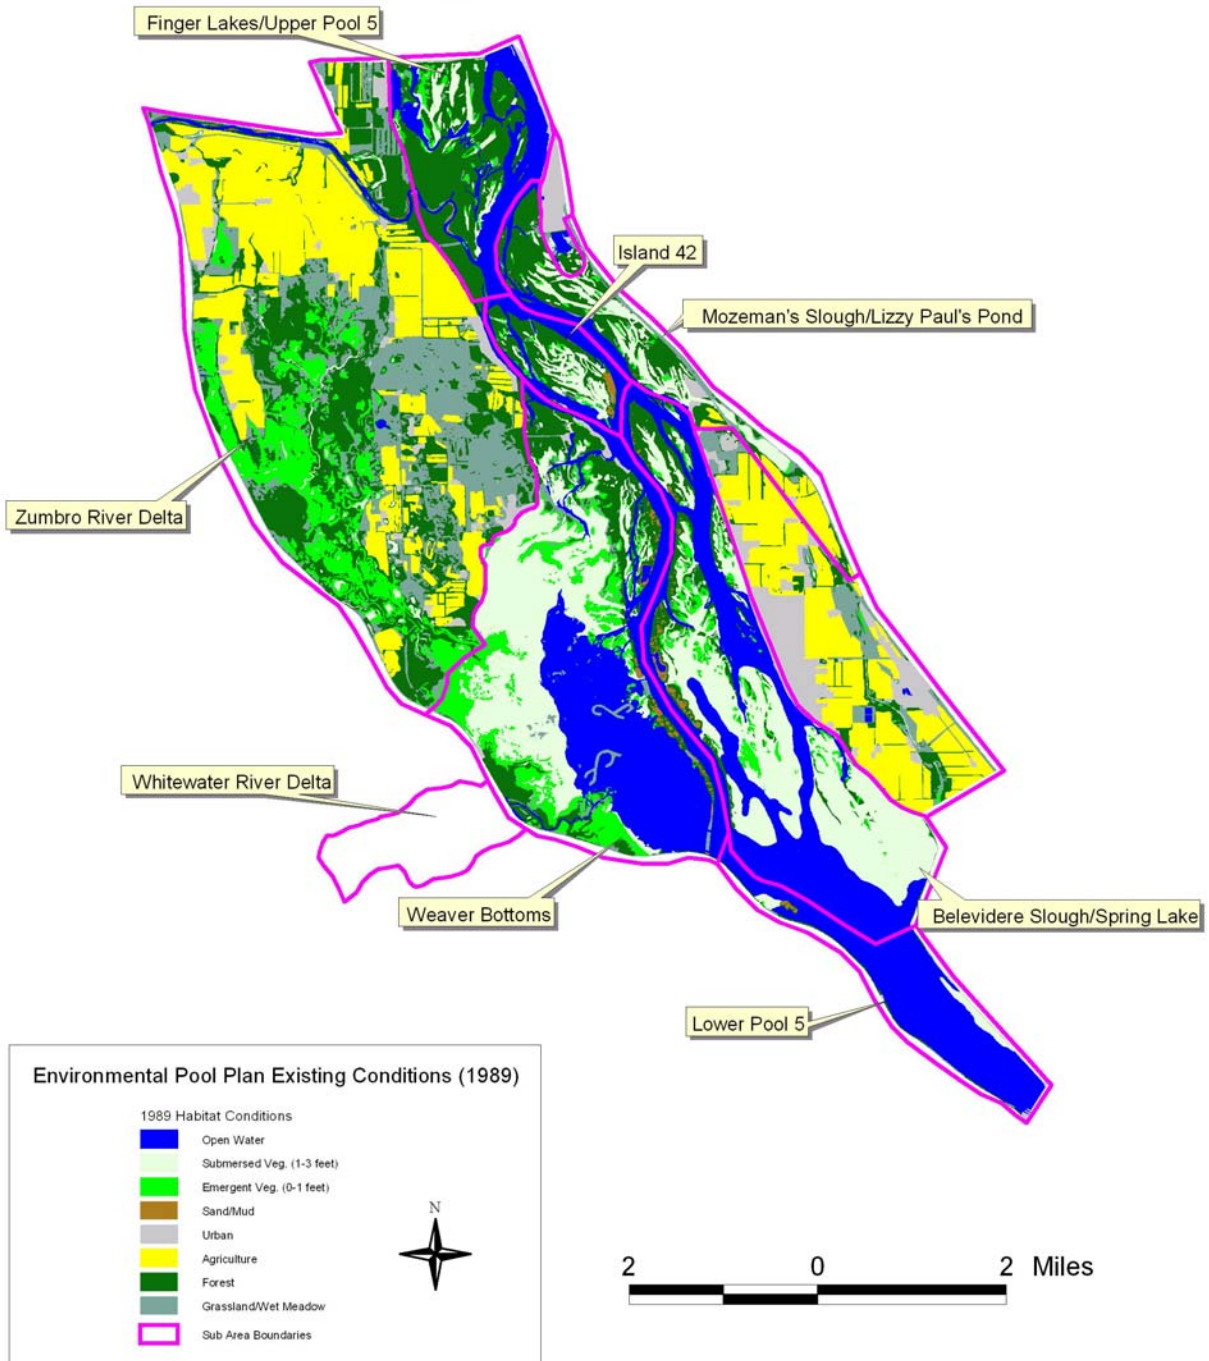 Finger Lakes/Upper Pool 5
Island 42
Mozeman's Slough/Lizzy Paul's Pond
Zumbro River Delta
Whitewater River Delta
Weaver Bottoms
Belevidere Slough/Spring Lake
Lower Pool 5
Environmental Pool Plan Existing Conditions (1989)
1989 Habitat Conditions
Open Water
Submersed Veg. (1-3 feet)
Emergent Veg. (0-1 feet)
Sand/Mud
Urban
Agriculture
Forest
Grassland/Wet Meadow
Sub Area Boundaries
N
2 0 2 Miles